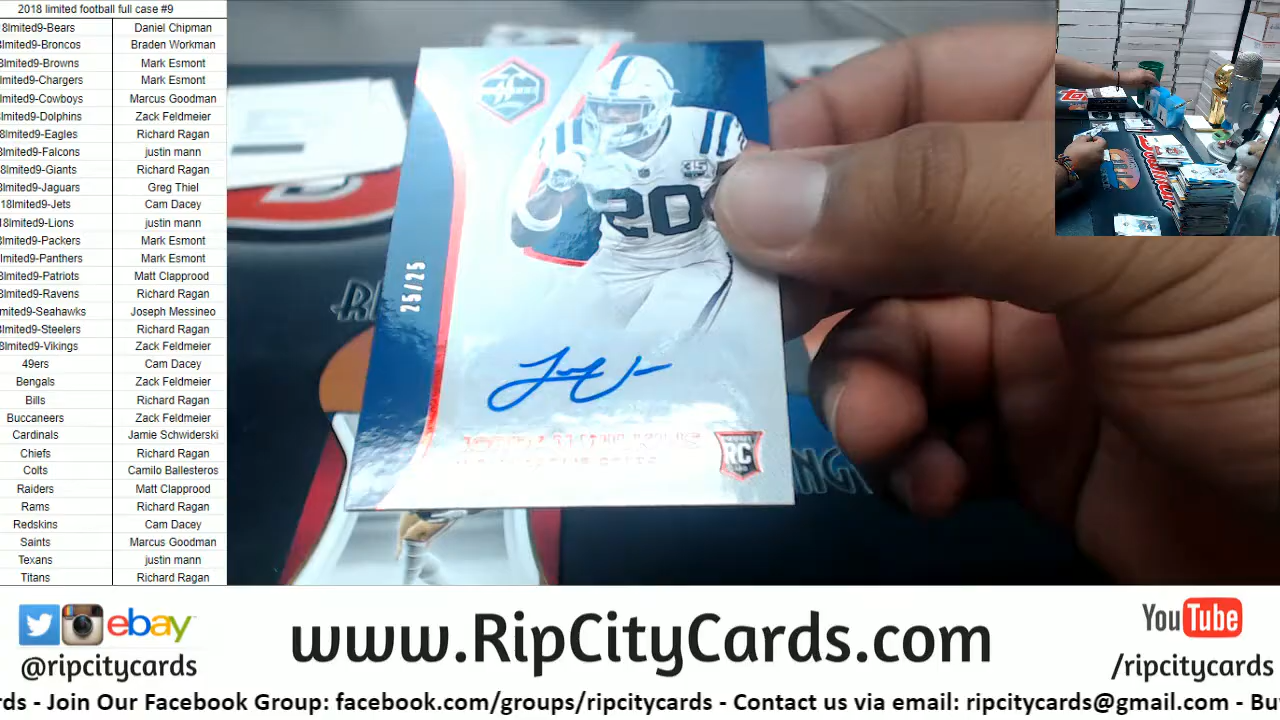 2018 limited football full case #9
8lmited9-Bears Daniel Chipman
8lmited9-Broncos Braden Workman
8lmited9-Browns Mark Esmont
8lmited9-Chargers Mark Esmont
8lmited9-Cowboys Marcus Goodman
8lmited9-Dolphins Zack Feldmeier
8lmited9-Eagles Richard Ragan
8lmited9-Falcons justin mann
8lmited9-Giants Richard Ragan
8lmited9-Jaguars Greg Thiel
18lmited9-Jets Cam Dacey
18lmited9-Lions justin mann
8lmited9-Packers Mark Esmont
8lmited9-Panthers Mark Esmont
8lmited9-Patriots Matt Clapprood
8lmited9-Ravens Richard Ragan
mited9-Seahawks Joseph Messineo
8lmited9-Steelers Richard Ragan
8lmited9-Vikings Zack Feldmeier
49ers Cam Dacey
Bengals Zack Feldmeier
Bills Richard Ragan
Buccaneers Zack Feldmeier
Cardinals Jamie Schwiderski
Chiefs Richard Ragan
Colts Camilo Ballesteros
Raiders Matt Clapprood
Rams Richard Ragan
Redskins Cam Dacey
Saints Marcus Goodman
Texans justin mann
Titans Richard Ragan
20
25/25
RC
ebay
@ripcitycards
www.RipCityCards.com
YouTube
/ripcitycards
rds - Join Our Facebook Group: facebook.com/groups/ripcitycards - Contact us via email: ripcitycards@gmail.com - Bu